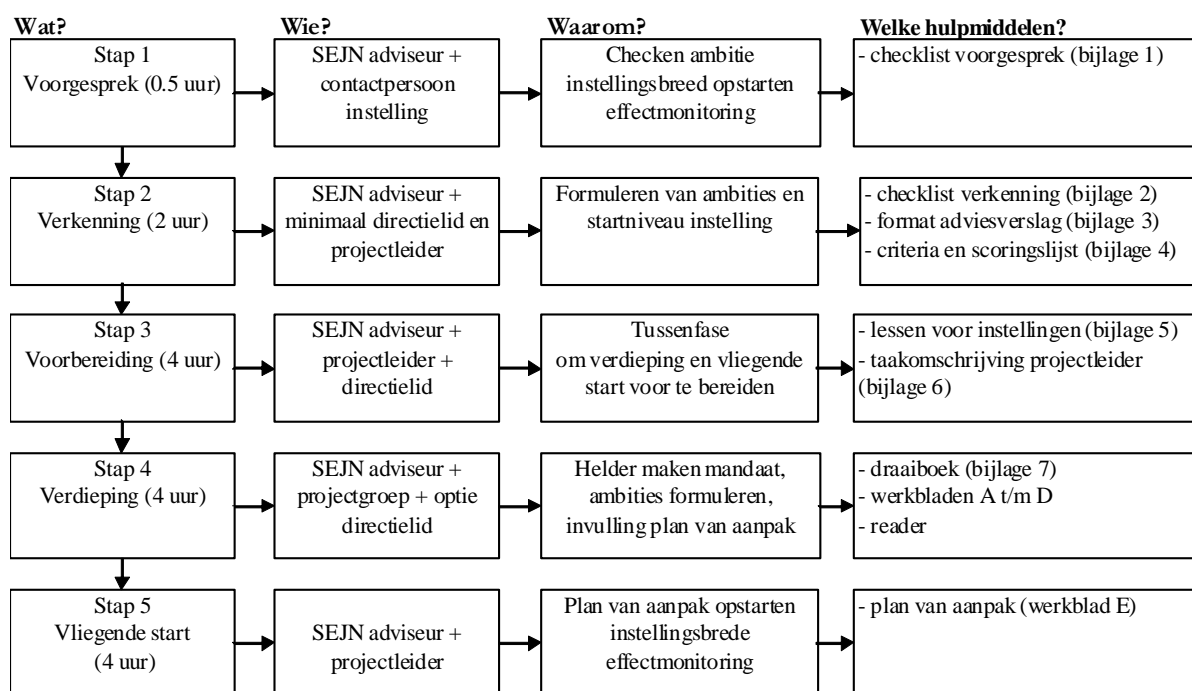 Wat?
Wie?
Waarom?
Welke hulpmiddelen?
Stap 1
Voorgesprek (0.5 uur)
SEJN adviseur +
contactpersoon
instelling
Checken ambitie
instellingsbreed opstarten
effectmonitoring
- checklist voorgesprek (bijlage 1)
Stap 2
Verkenning (2 uur)
SEJN adviseur +
minimaal directielid en
projectleider
Formuleren van ambities en
startniveau instelling
- checklist verkenning (bijlage 2)
- format adviesverslag (bijlage 3)
- criteria en scoringslijst (bijlage 4)
Stap 3
Voorbereiding (4 uur)
SEJN adviseur +
projectleider +
directielid
Tussenfase
om verdieping en vliegende
start voor te bereiden
- lessen voor instellingen (bijlage 5)
- taakomschrijving projectleider
(bijlage 6)
Stap 4
Verdieping (4 uur)
SEJN adviseur +
projectgroep + optie
directielid
Helder maken mandaat,
ambities formuleren,
invulling plan van aanpak
- draaiboek (bijlage 7)
- werkbladen A t/m D
- reader
Stap 5
Vliegende start
(4 uur)
SEJN adviseur +
projectleider
Plan van aanpak opstarten
instellingsbrede
effectmonitoring
- plan van aanpak (werkblad E)